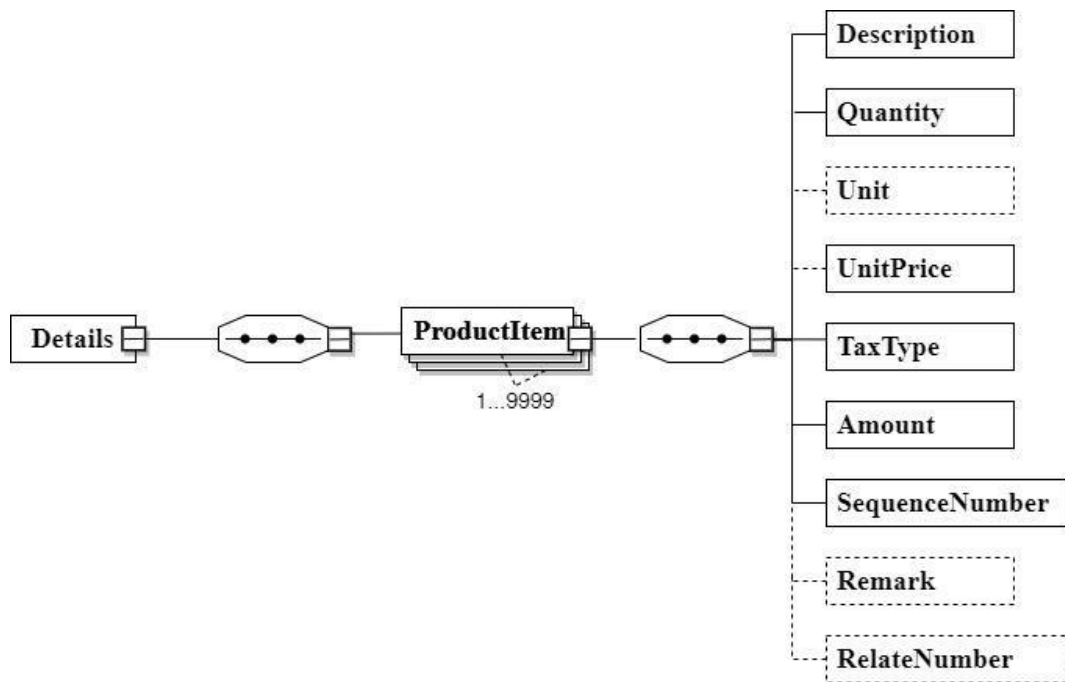 Description
Quantity
Unit
UnitPrice
Details
ProductItem
TaxType
1...9999
Amount
SequenceNumber
Remark
RelateNumber